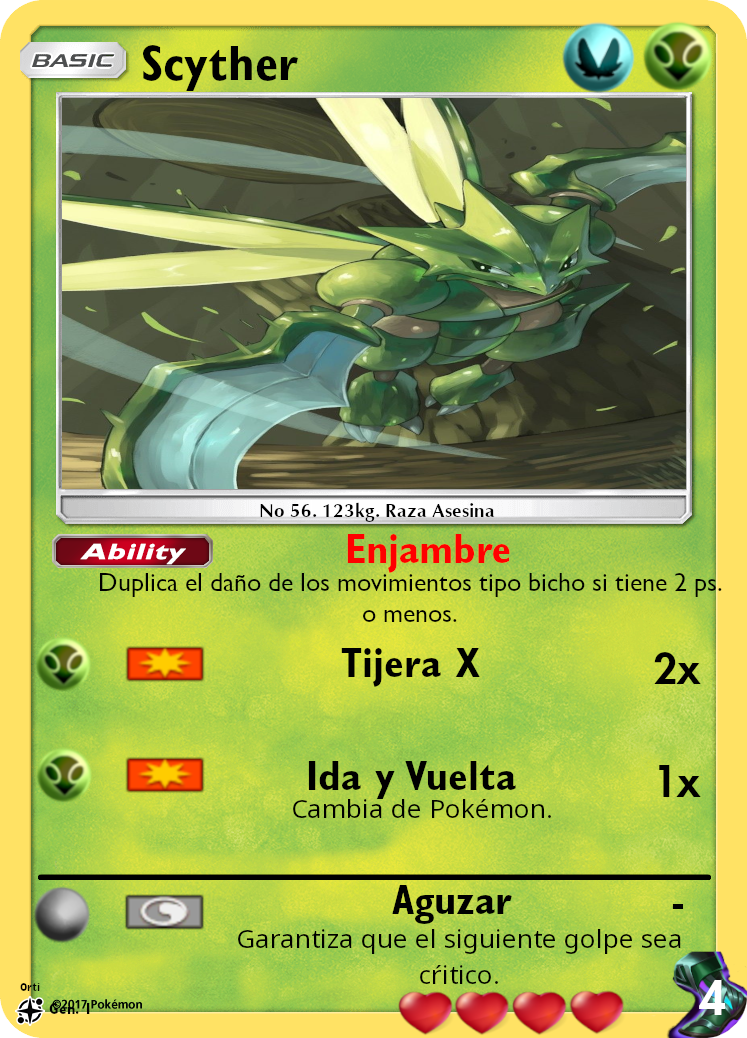 BASIC Scyther
No 56. 123kg. Raza Asesina
Ability Enjambre
Duplica el daño de los movimientos tipo bicho si tiene 2 ps.
o menos.
Tijera X 2x
Ida y Vuelta 1x
Cambia de Pokémon.
Aguzar -
Garantiza que el siguiente golpe sea
cŕitico.
Orti
©2017 Pokémon
Gen. 1
4